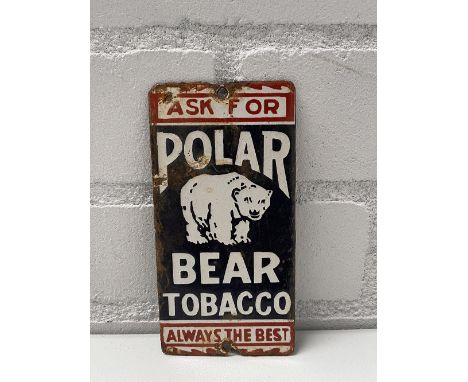 ASK FOR
POLAR
BEAR
TOBACCO
ALWAYS THE BEST